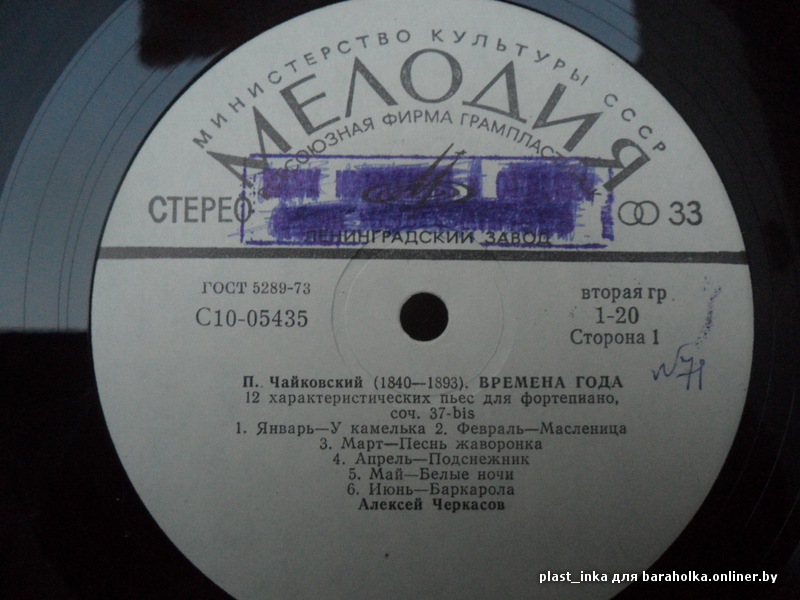 МИНИСТЕРСТВО КУЛЬТУРЫ СССР
МЕЛОДИЯ
ВСЕСОЮЗНАЯ ФИРМА ГРАМПЛАСТИНОК
СТЕРЕО
33
ЛЕНИНГРАДСКИЙ ЗАВОД
ГОСТ 5289-73
С10-05435
вторая гр
1-20
Сторона 1
№71
П. Чайковский (1840—1893). ВРЕМЕНА ГОДА
12 характеристических пьес для фортепиано,
соч. 37-bis
1. Январь—У камелька 2. Февраль—Масленица
3. Март—Песнь жаворонка
4. Апрель—Подснежник
5. Май—Белые ночи
6. Июнь—Баркарола
Алексей Черкасов
plast_inka для baraholka.onliner.by